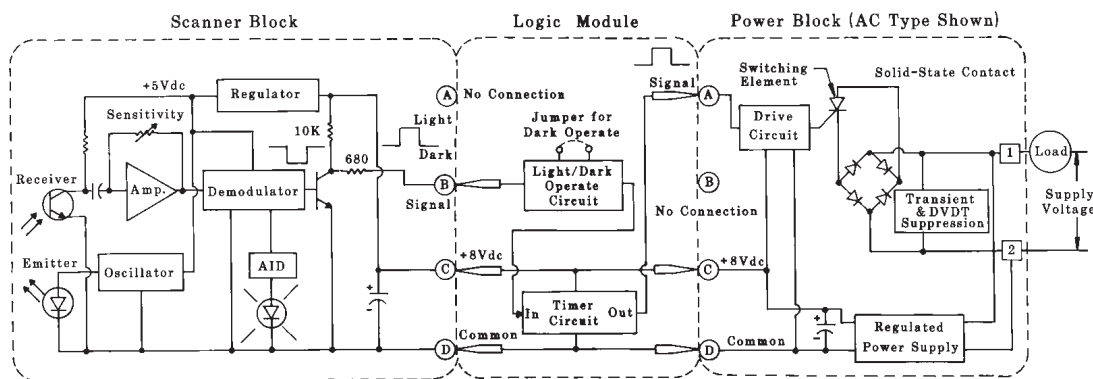 Scanner Block
Logic Module
Power Block (AC Type Shown)
+5Vdc
Regulator
Sensitivity
10K
Light
Dark
680
Receiver
Amp.
Demodulator
B
Signal
Emitter
Oscillator
AID
C
+
-
D
A
No Connection
Signal
Jumper for
Dark Operate
Light/Dark
Operate
Circuit
+8Vdc
In
Timer
Circuit
Out
Common
A
Switching
Element
Solid-State Contact
Drive
Circuit
1
Load
B
No Connection
Transient
& DVDT
Suppression
Supply
Voltage
2
C
+8Vdc
+
-
Regulated
Power Supply
D
Common